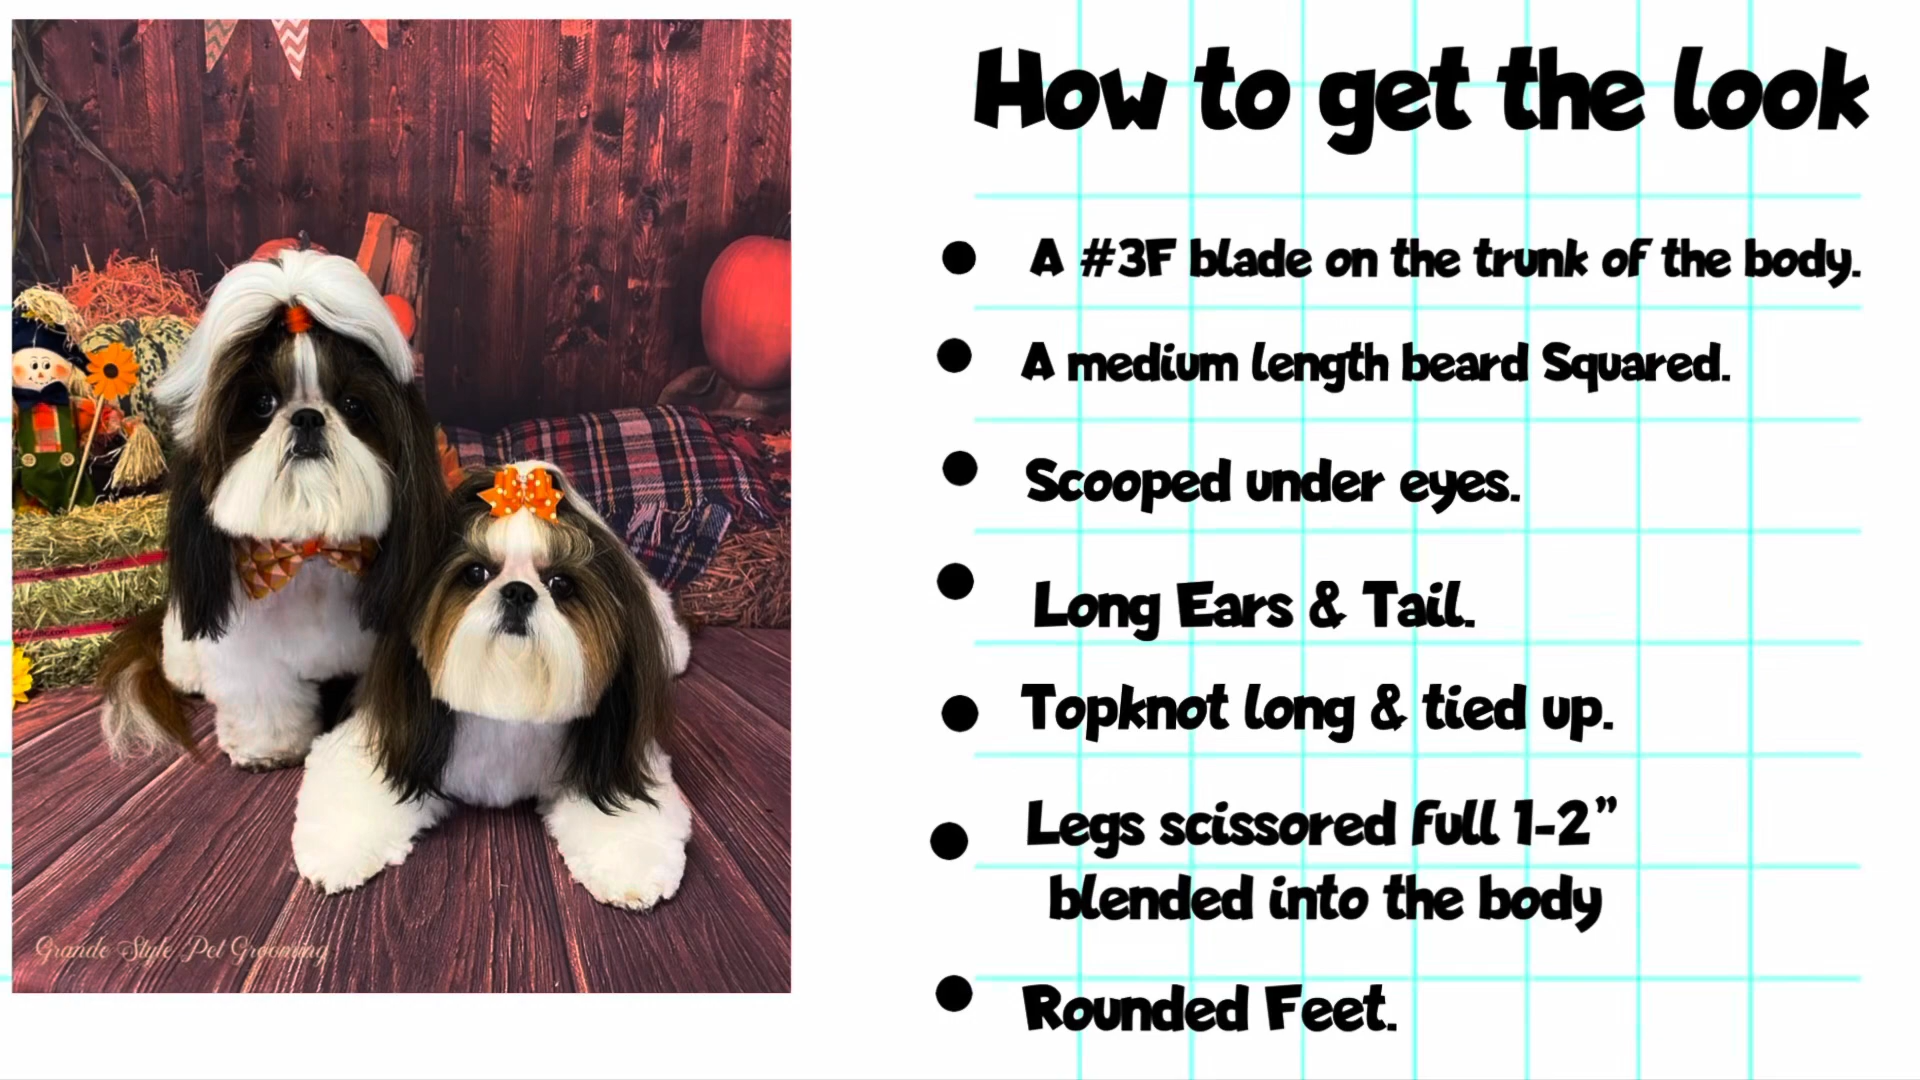 How to get the look
A #3F blade on the trunk of the body.
A medium length beard Squared.
Scooped under eyes.
Long Ears & Tail.
Topknot long & tied up.
Legs scissored full 1-2”
blended into the body
Rounded Feet.
Grande Style Pet Grooming